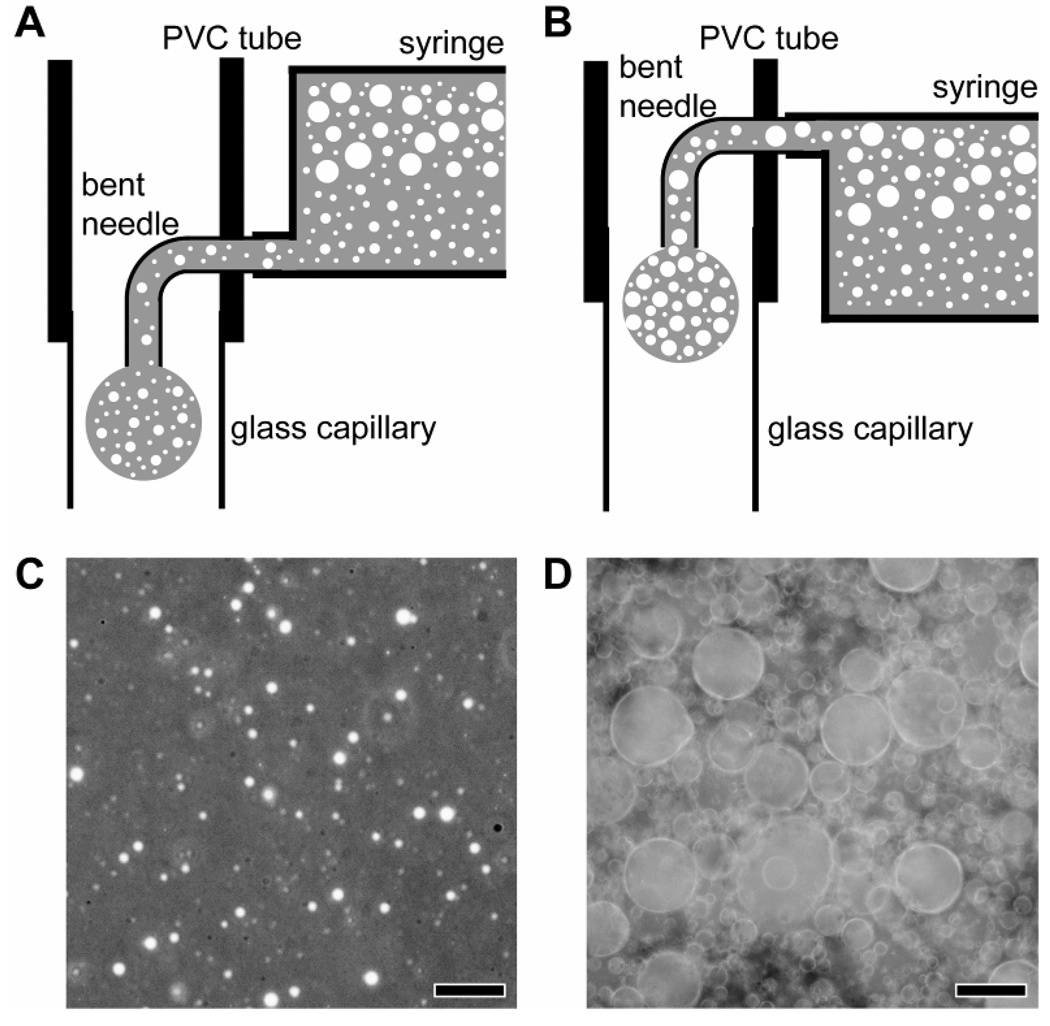 A
PVC tube
syringe
bent
needle
glass capillary
B
PVC tube
bent
needle
syringe
glass capillary
C
D